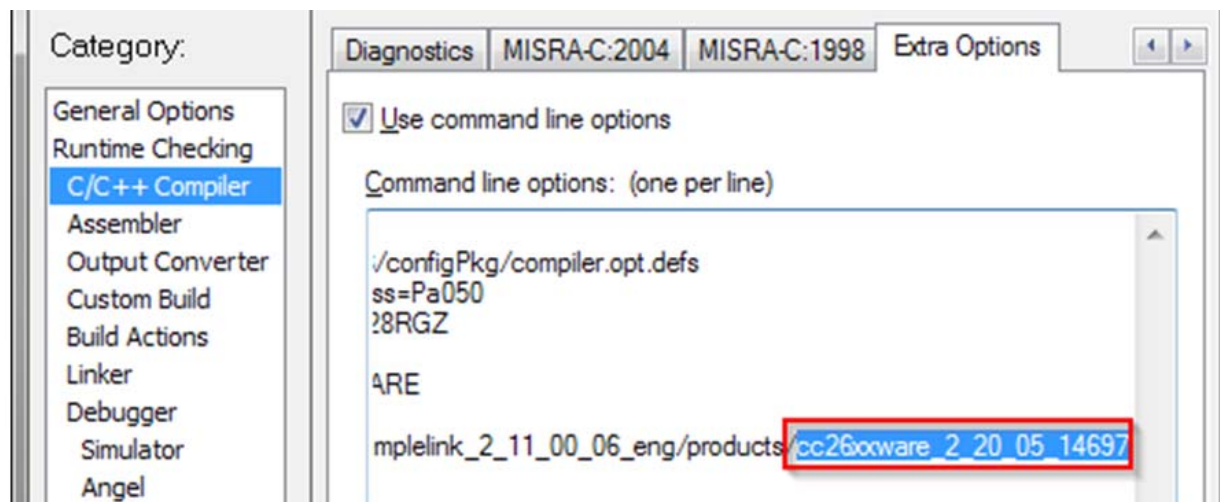 Category:
General Options
Runtime Checking
C/C++ Compiler
Assembler
Output Converter
Custom Build
Build Actions
Linker
Debugger
Simulator
Angel
Diagnostics MISRA-C:2004 MISRA-C:1998 Extra Options
Use command line options
Command line options: (one per line)
/configPkg/compiler.opt.defs
ss=Pa050
28RGZ
ARE
mplelink_2_11_00_06_eng/products/cc26xxware_2_20_05_14697